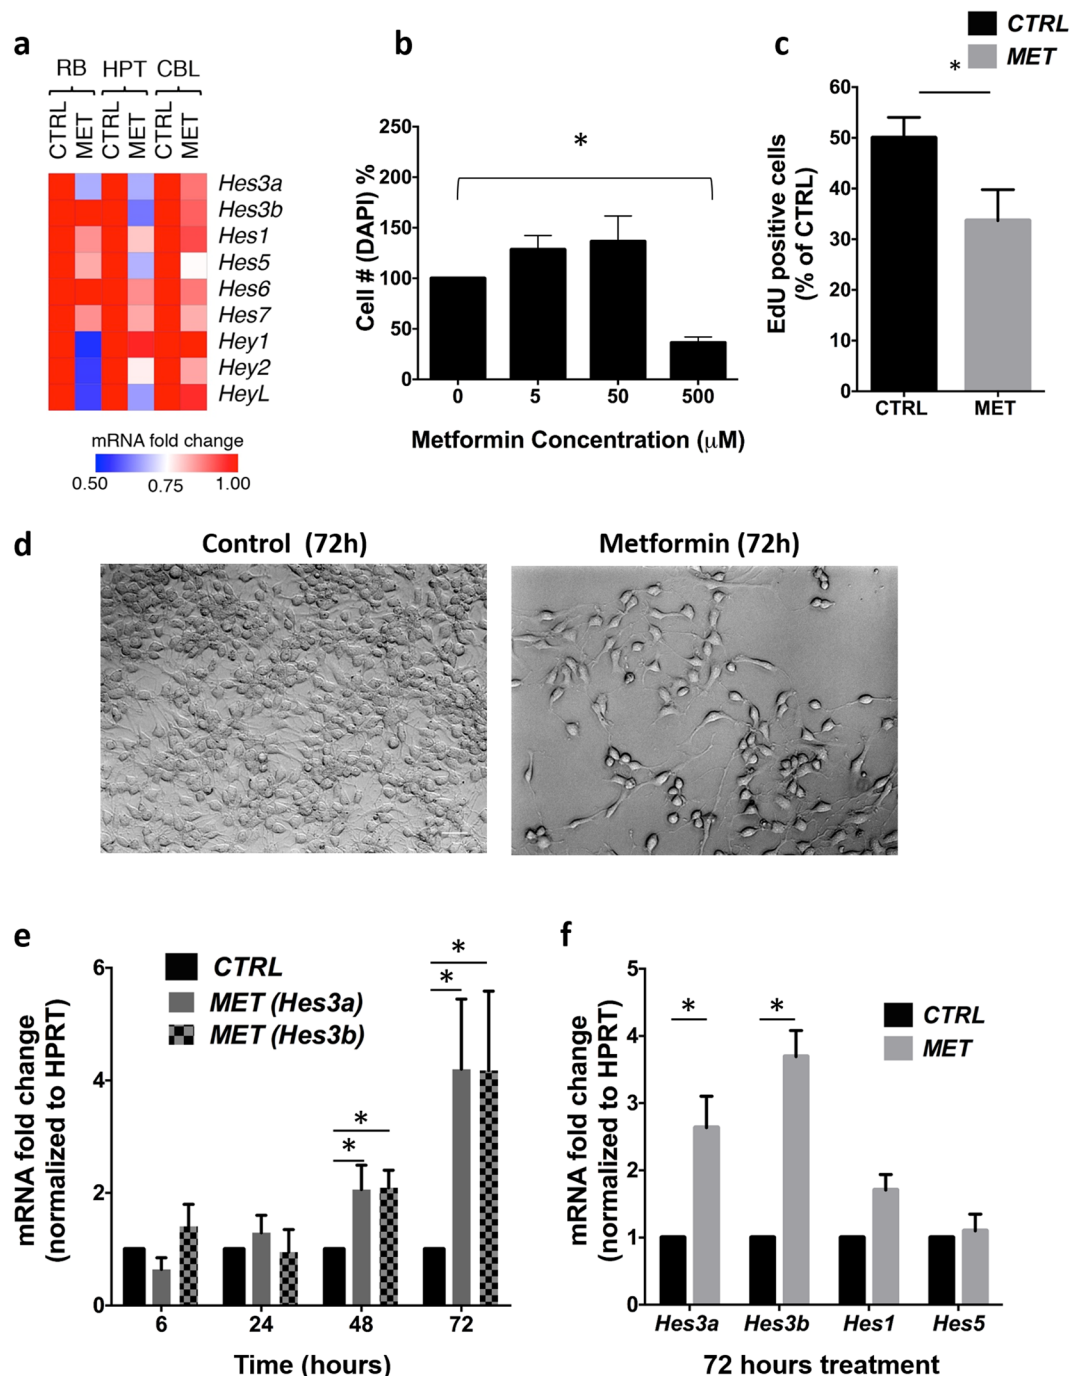 a
RB HPT CBL
CTRL MET CTRL MET CTRL MET
Hes3a
Hes3b
Hes1
Hes5
Hes6
Hes7
Hey1
Hey2
HeyL
mRNA fold change
0.50 0.75 1.00
b
Cell # (DAPI) %
250
200
150
100
50
0
*
0 5 50 500
Metformin Concentration (μM)
c
CTRL
MET
EdU positive cells
(% of CTRL)
60
50
40
30
20
10
0
*
CTRL MET
d
Control (72h)
Metformin (72h)
e
CTRL
MET (Hes3a)
MET (Hes3b)
mRNA fold change
(normalized to HPRT)
6
4
2
0
* *
* *
6 24 48 72
Time (hours)
f
CTRL
MET
mRNA fold change
(normalized to HPRT)
5
4
3
2
1
0
* *
Hes3a Hes3b Hes1 Hes5
72 hours treatment